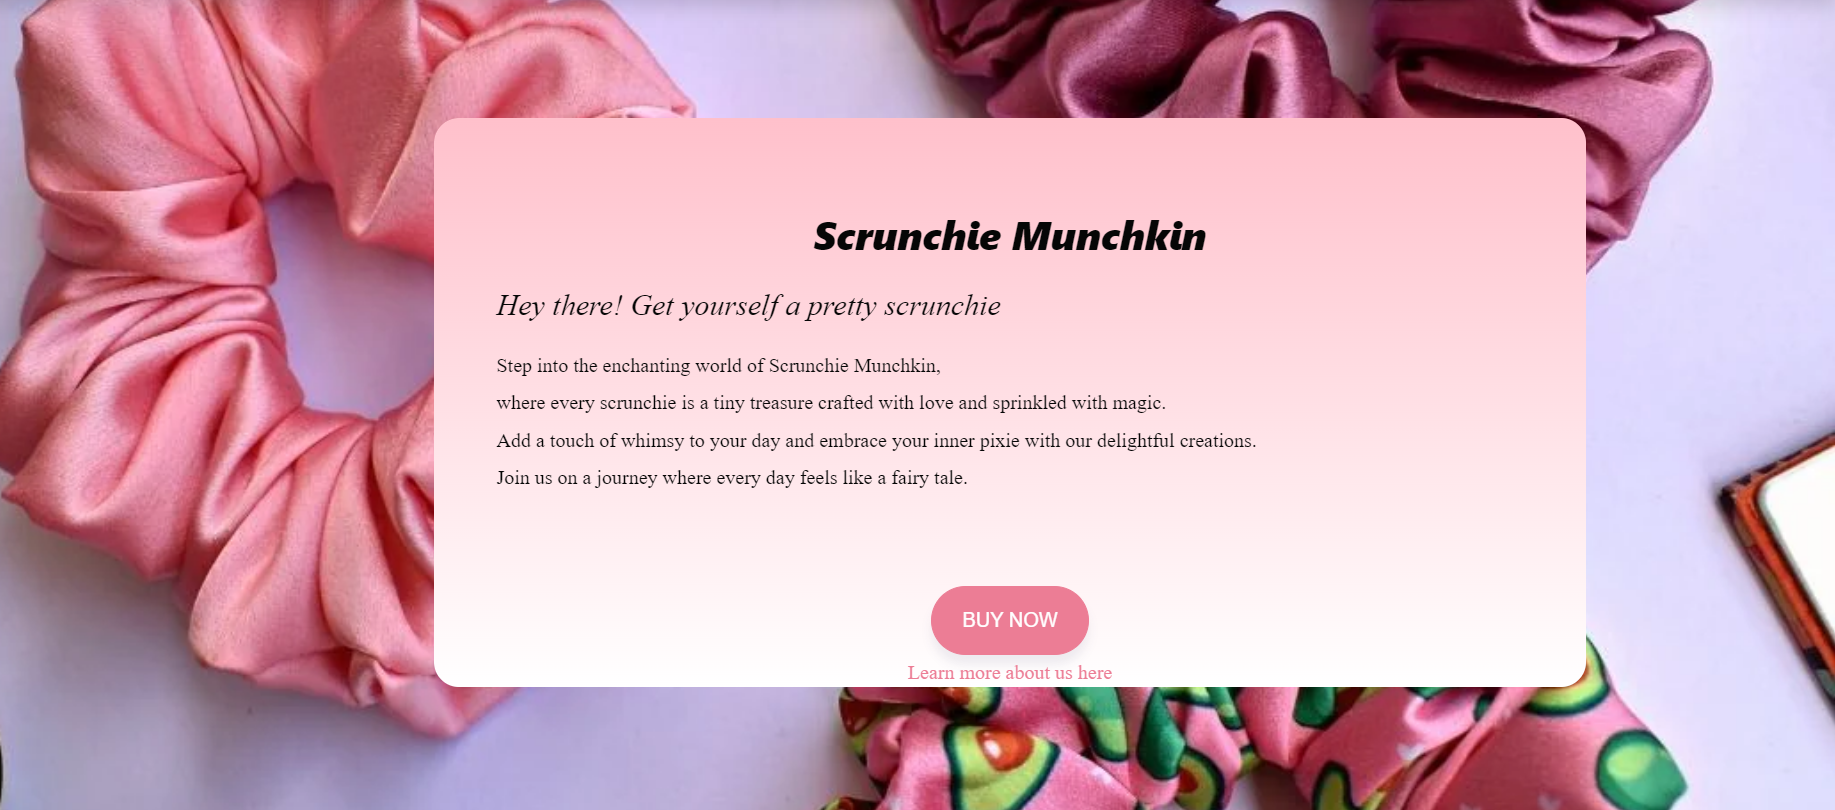 Scrunchie Munchkin
Hey there! Get yourself a pretty scrunchie
Step into the enchanting world of Scrunchie Munchkin,
where every scrunchie is a tiny treasure crafted with love and sprinkled with magic.
Add a touch of whimsy to your day and embrace your inner pixie with our delightful creations.
Join us on a journey where every day feels like a fairy tale.
BUY NOW
Learn more about us here